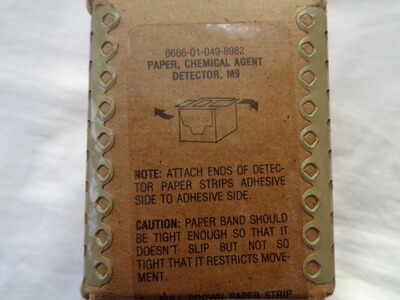 6666-01-049-8982
PAPER, CHEMICAL AGENT
DETECTOR, M9
NOTE: ATTACH ENDS OF DETEC-
TOR PAPER STRIPS ADHESIVE
SIDE TO ADHESIVE SIDE.
CAUTION: PAPER BAND SHOULD
BE TIGHT ENOUGH SO THAT IT
DOESN'T SLIP BUT NOT SO
TIGHT THAT IT RESTRICTS MOVE-
MENT.
BROWN PAPER STRIP